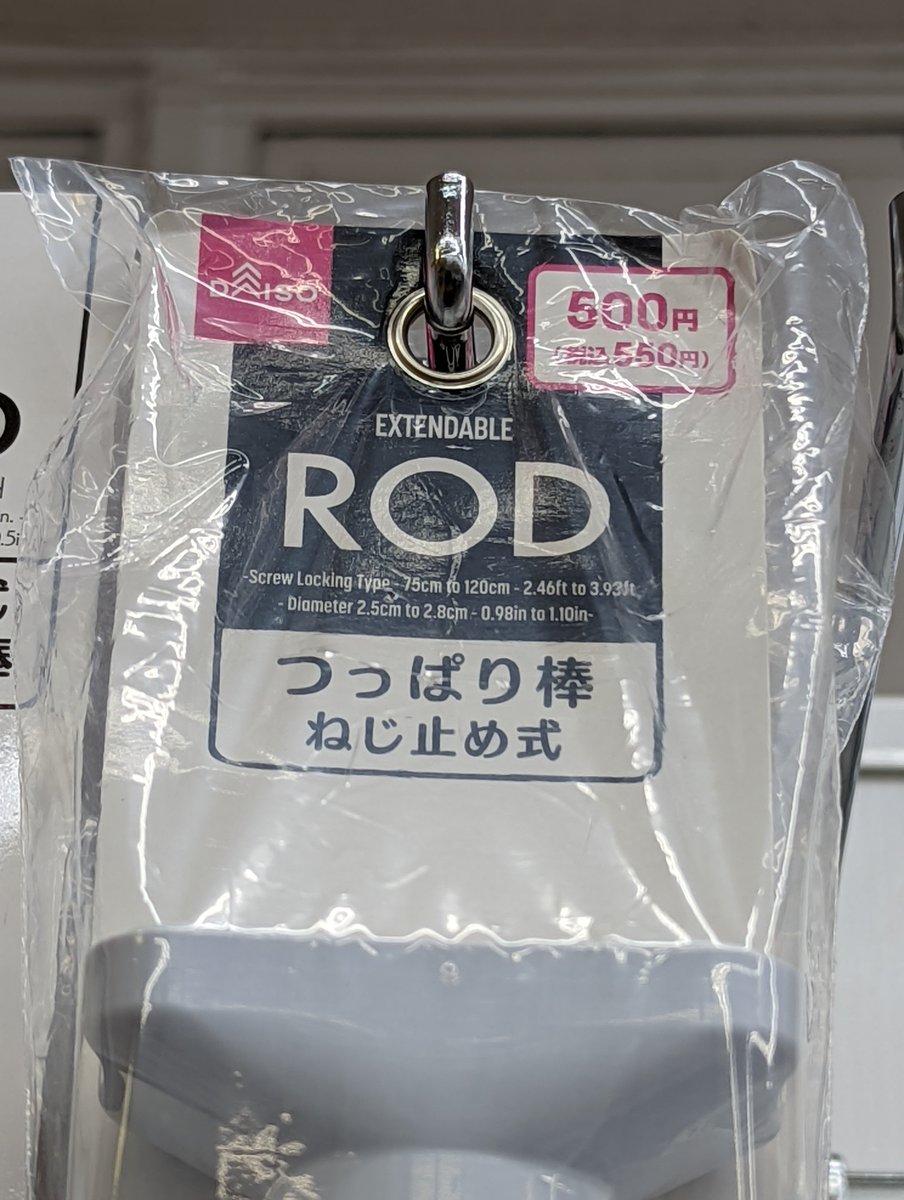 DAISO
500円
(税込550円)
EXTENDABLE
ROD
-Screw Locking Type - 75cm to 120cm - 2.46ft to 3.93ft
- Diameter 2.5cm to 2.8cm - 0.98in to 1.10in-
つっぱり棒
ねじ止め式